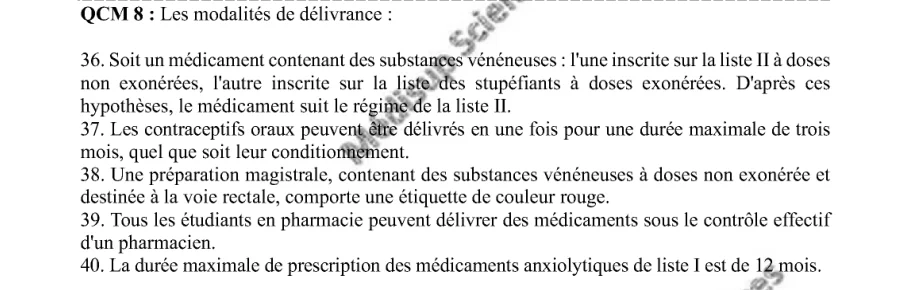 QCM 8 : Les modalités de délivrance :
36. Soit un médicament contenant des substances vénéneuses : l'une inscrite sur la liste II à doses
non exonérées, l'autre inscrite sur la liste des stupéfiants à doses exonérées. D'après ces
hypothèses, le médicament suit le régime de la liste II.
37. Les contraceptifs oraux peuvent être délivrés en une fois pour une durée maximale de trois
mois, quel que soit leur conditionnement.
38. Une préparation magistrale, contenant des substances vénéneuses à doses non exonérée et
destinée à la voie rectale, comporte une étiquette de couleur rouge.
39. Tous les étudiants en pharmacie peuvent délivrer des médicaments sous le contrôle effectif
d'un pharmacien.
40. La durée maximale de prescription des médicaments anxiolytiques de liste I est de 12 mois.